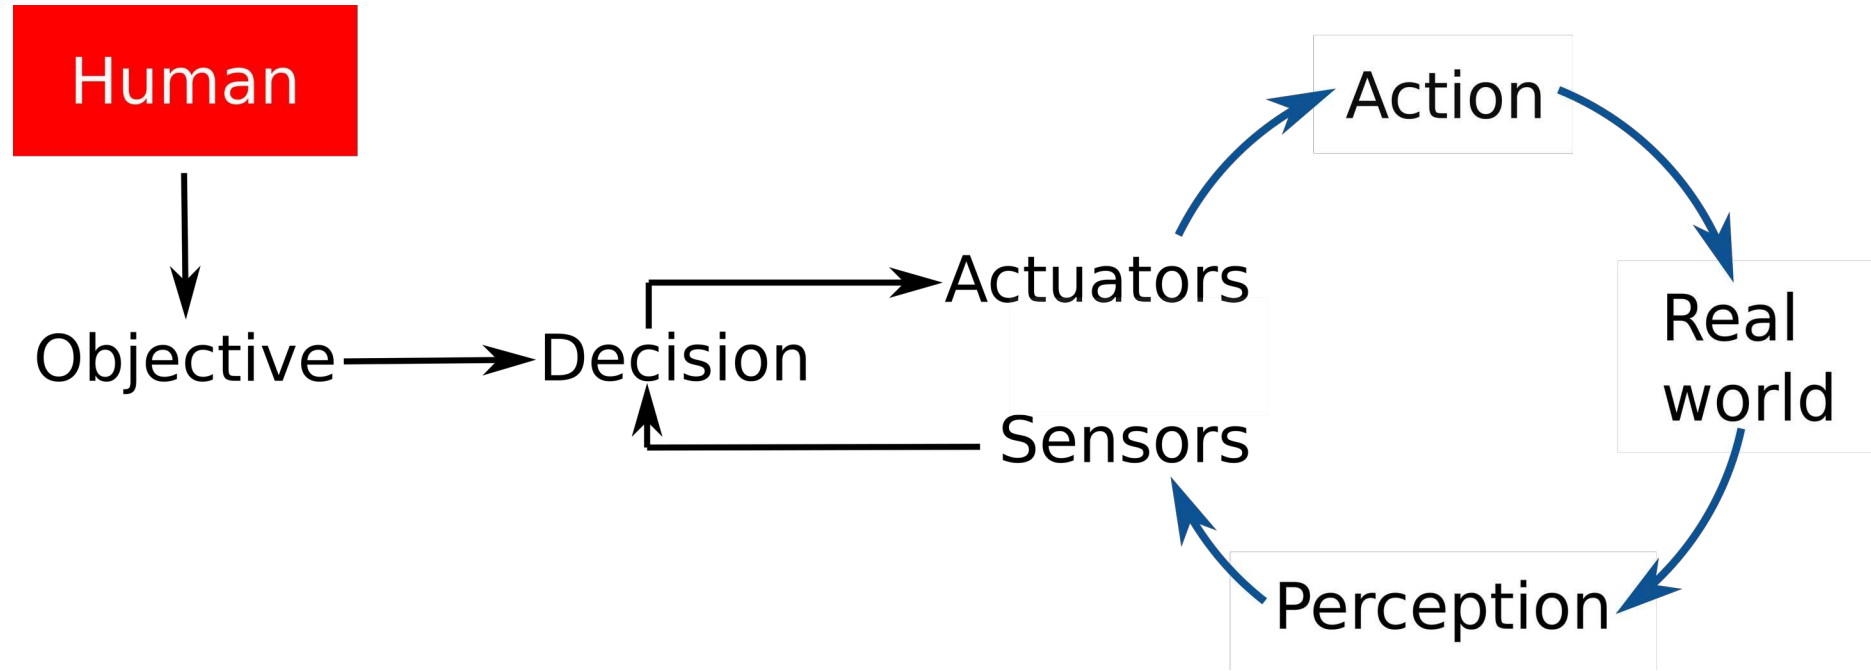 Human
Action
Actuators
Real
world
Objective
Decision
Sensors
Perception